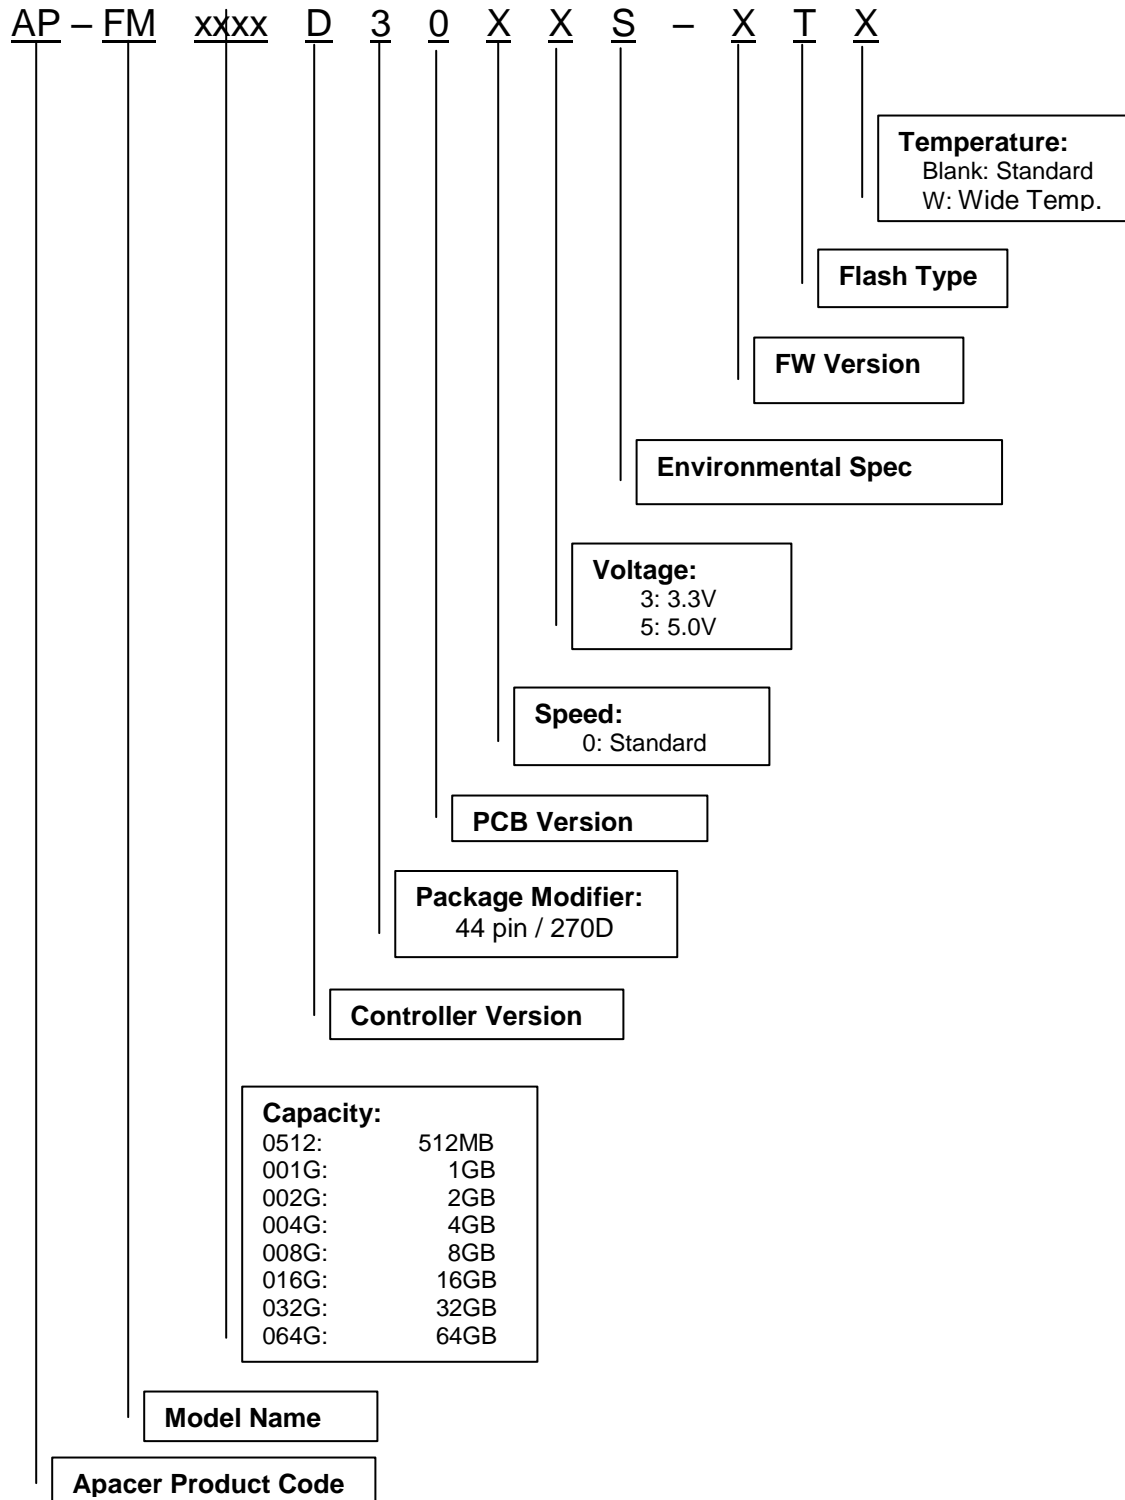 AP – FM xxxx D 3 0 X X S – X T X
Temperature:
Blank: Standard
W: Wide Temp.
Flash Type
FW Version
Environmental Spec
Voltage:
3: 3.3V
5: 5.0V
Speed:
0: Standard
PCB Version
Package Modifier:
44 pin / 270D
Controller Version
Capacity:
0512: 512MB
001G: 1GB
002G: 2GB
004G: 4GB
008G: 8GB
016G: 16GB
032G: 32GB
064G: 64GB
Model Name
Apacer Product Code